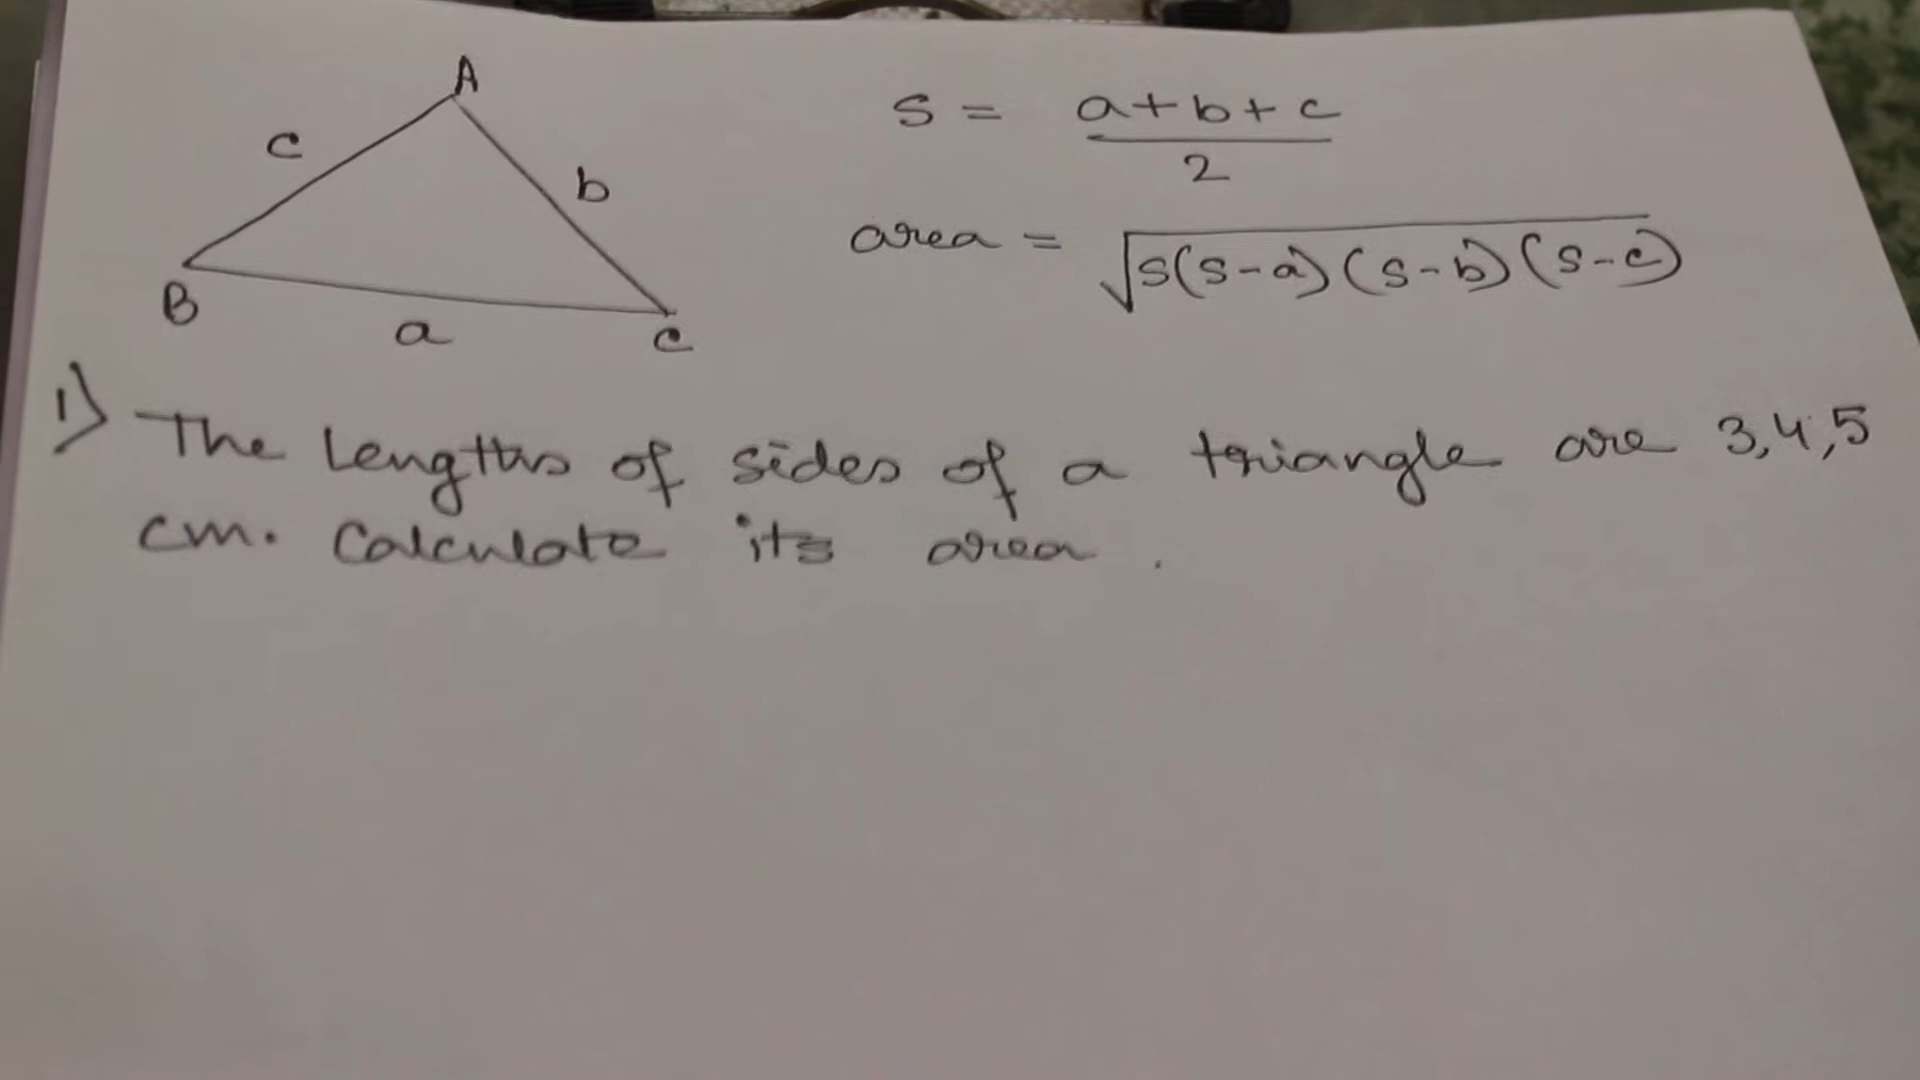 A
c
b
B
a
C
s = a+b+c
2
area = √s(s-a)(s-b)(s-c)
1) The lengths of sides of a triangle are 3,4,5
cm. Calculate its area.